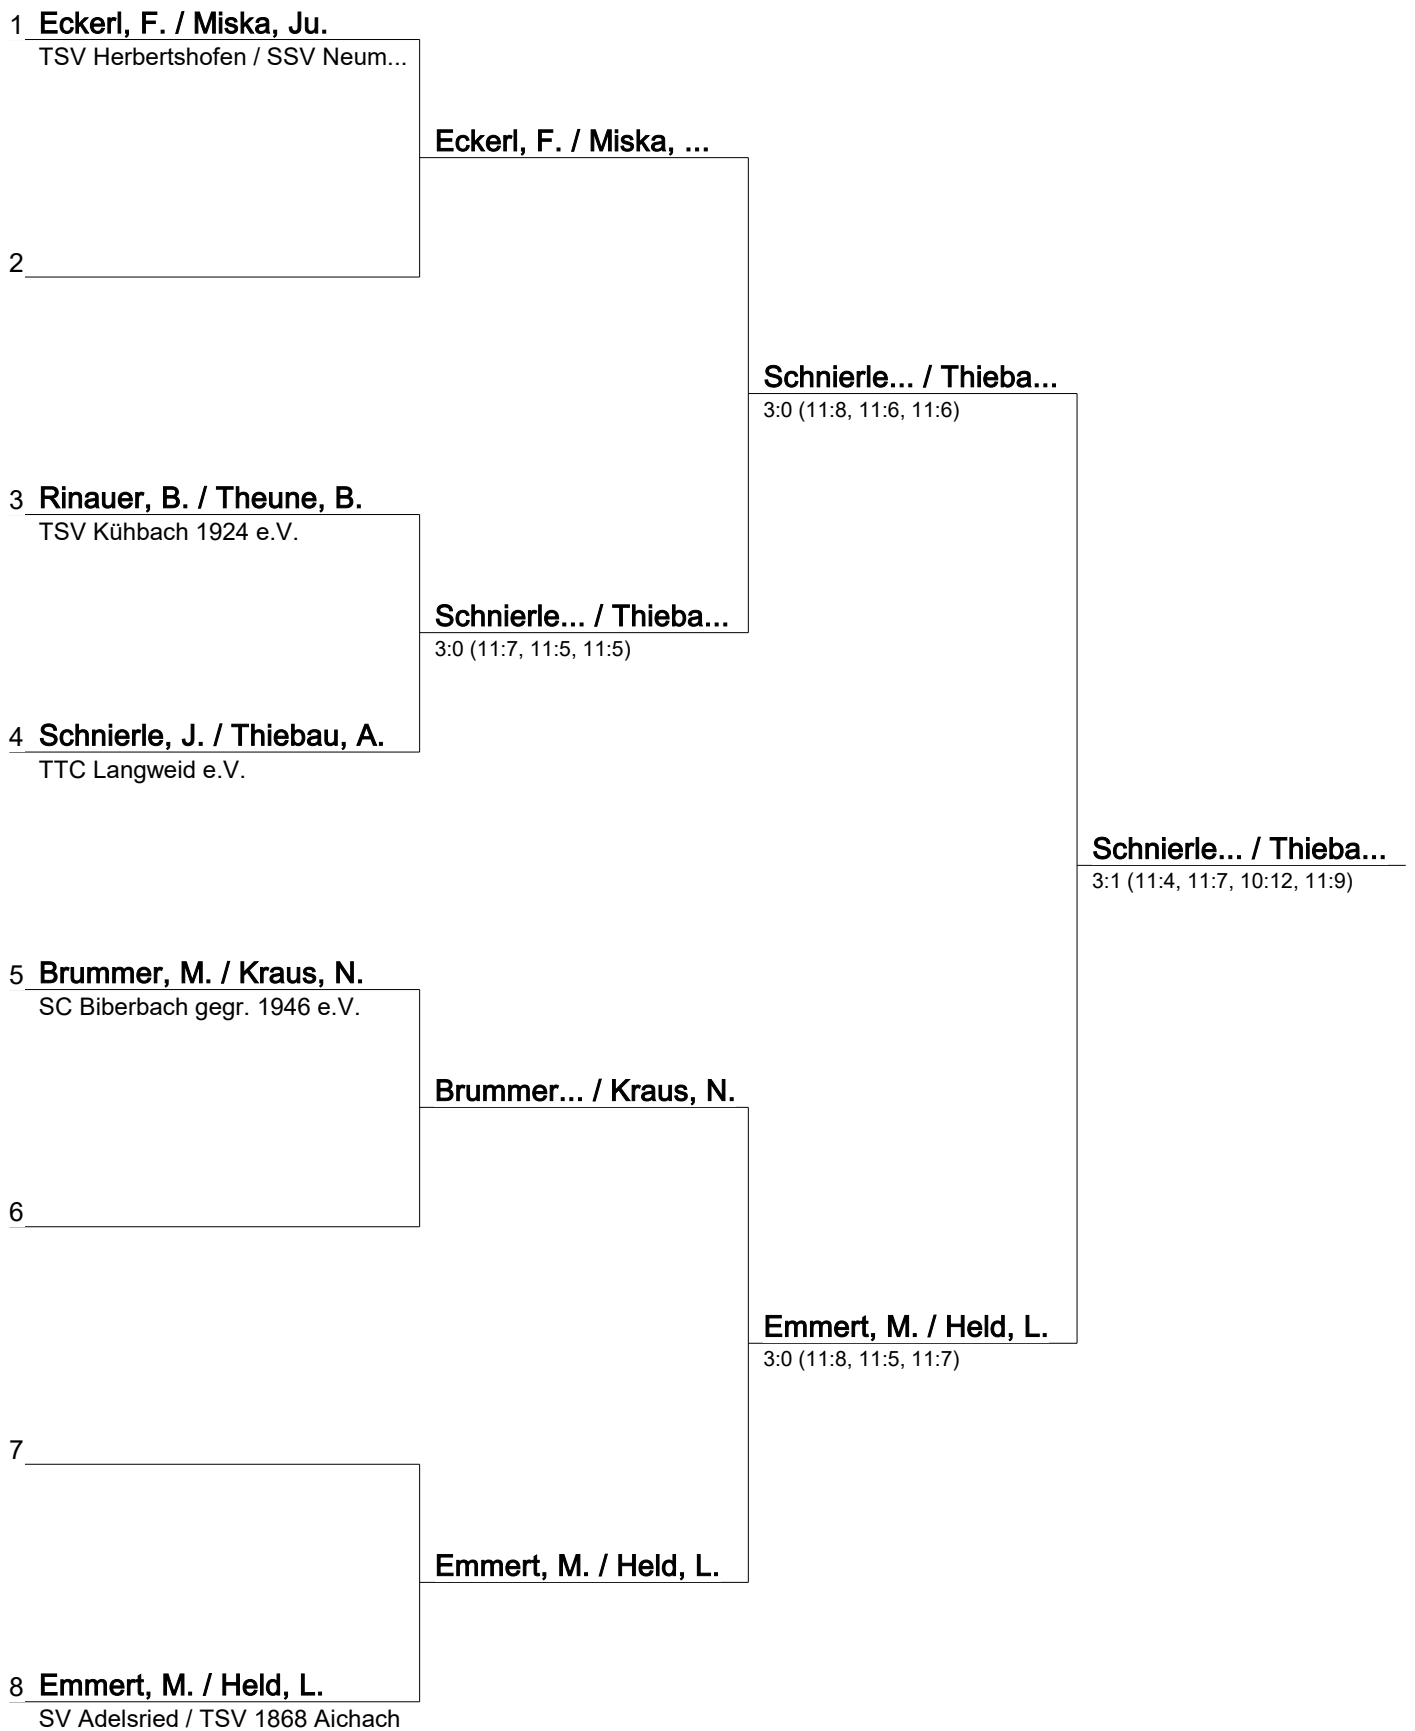 1 Eckerl, F. / Miska, Ju.
TSV Herbertshofen / SSV Neum...
Eckerl, F. / Miska, ...
2
Schnierle... / Thieba...
3:0 (11:8, 11:6, 11:6)
3 Rinauer, B. / Theune, B.
TSV Kühbach 1924 e.V.
Schnierle... / Thieba...
3:0 (11:7, 11:5, 11:5)
4 Schnierle, J. / Thiebau, A.
TTC Langweid e.V.
Schnierle... / Thieba...
3:1 (11:4, 11:7, 10:12, 11:9)
5 Brummer, M. / Kraus, N.
SC Biberbach gegr. 1946 e.V.
Brummer... / Kraus, N.
6
Emmert, M. / Held, L.
3:0 (11:8, 11:5, 11:7)
7
Emmert, M. / Held, L.
8 Emmert, M. / Held, L.
SV Adelsried / TSV 1868 Aichach